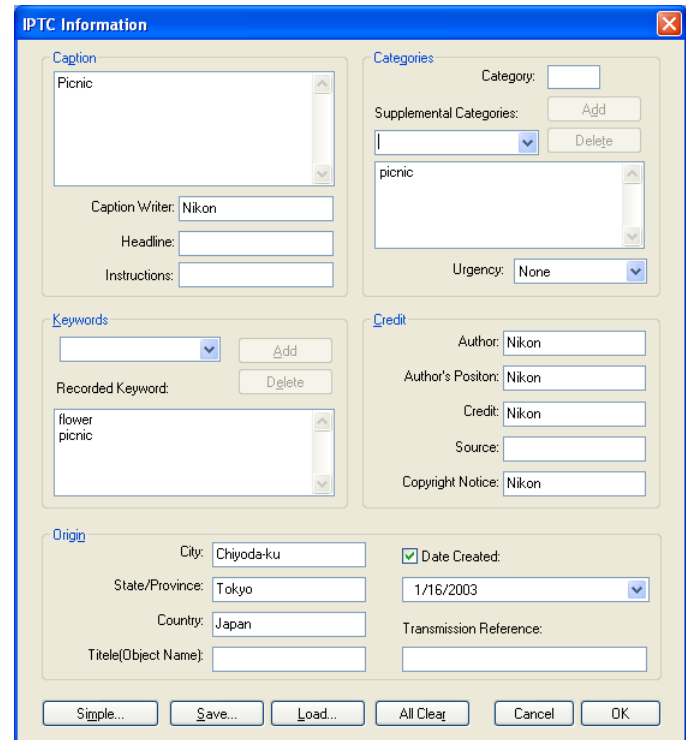 IPTC Information
Caption
Picnic
Caption Writer: Nikon
Headline:
Instructions:
Categories
Category:
Supplemental Categories:
Add
Delete
picnic
Urgency: None
Keywords
Add
Delete
Recorded Keyword:
flower
picnic
Credit
Author: Nikon
Author's Positon: Nikon
Credit: Nikon
Source:
Copyright Notice: Nikon
Origin
City: Chiyoda-ku
State/Province: Tokyo
Country: Japan
Titele(Object Name):
Date Created:
1/16/2003
Transmission Reference:
Simple... Save... Load... All Clear Cancel OK